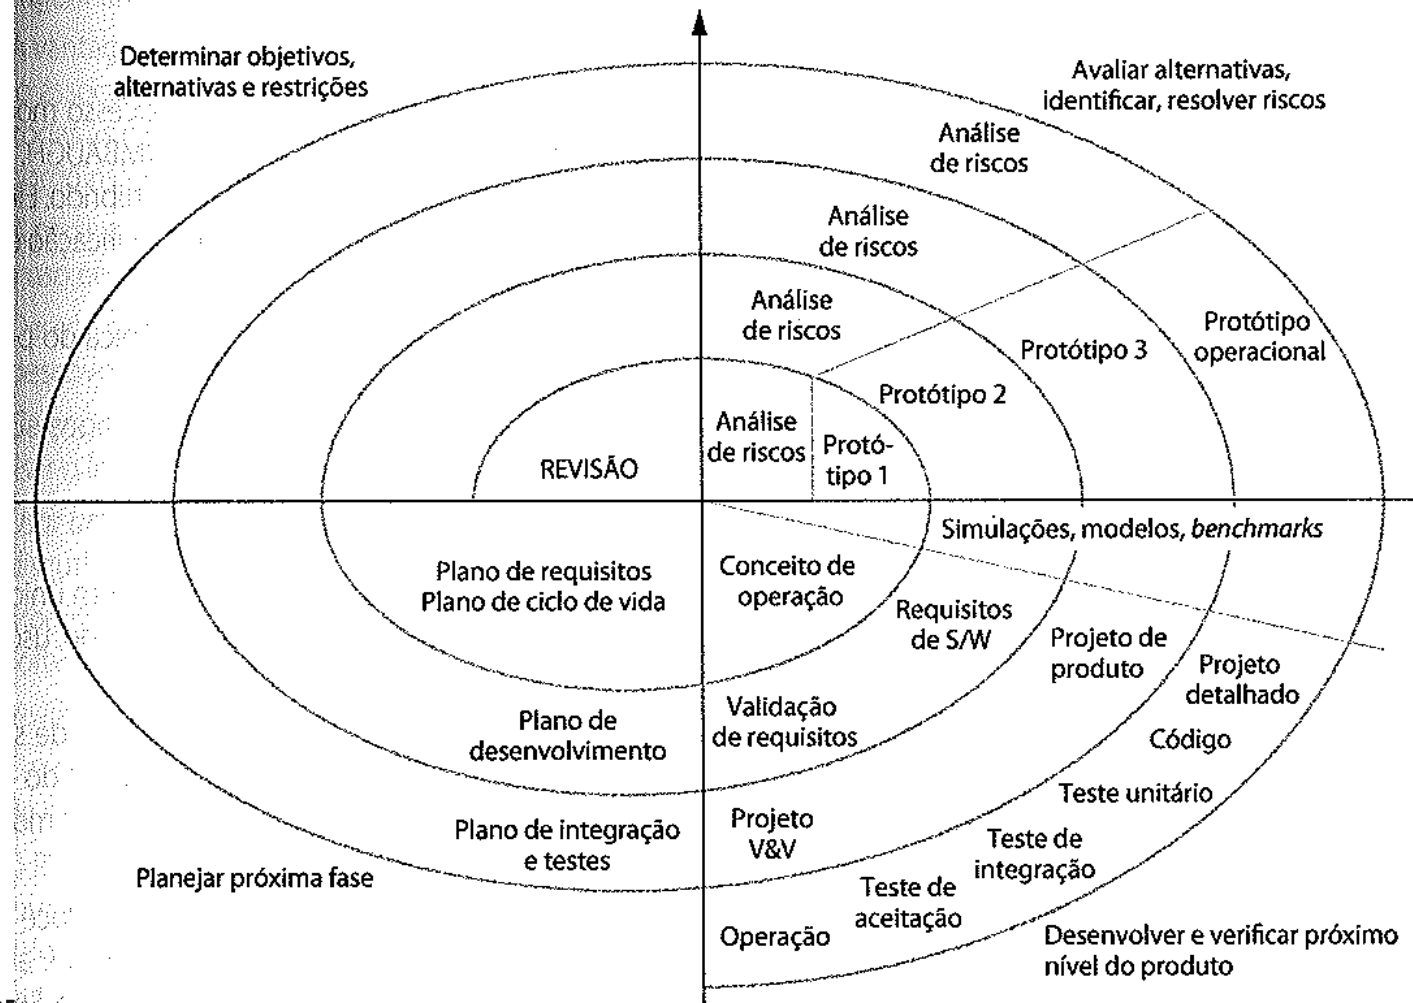 Determinar objetivos,
alternativas e restrições
Avaliar alternativas,
identificar, resolver riscos
Análise
de riscos
Análise
de riscos
Análise
de riscos
Protótipo
operacional
Protótipo 3
Protótipo 2
Análise
de riscos
Protó-
tipo 1
REVISÃO
Simulações, modelos, benchmarks
Plano de requisitos
Plano de ciclo de vida
Conceito de
operação
Requisitos
de S/W
Projeto de
produto
Projeto
detalhado
Plano de
desenvolvimento
Validação
de requisitos
Código
Teste unitário
Plano de integração
e testes
Projeto
V&V
Teste de
integração
Teste de
aceitação
Operação
Planejar próxima fase
Desenvolver e verificar próximo
nível do produto